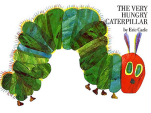 THE VERY
HUNGRY
CATERPILLAR
by Eric Carle